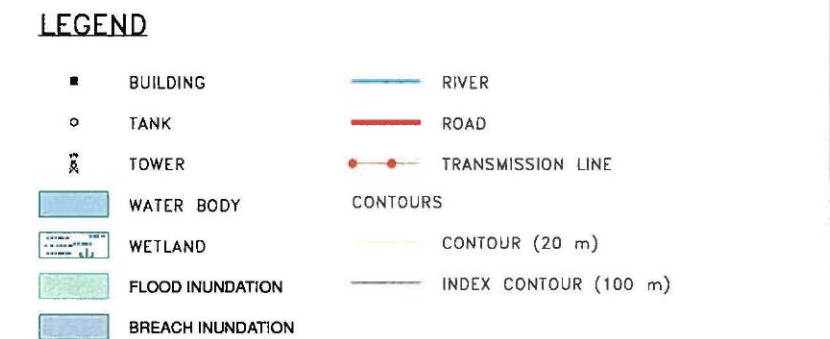 LEGEND
BUILDING
TANK
TOWER
WATER BODY
WETLAND
FLOOD INUNDATION
BREACH INUNDATION
RIVER
ROAD
TRANSMISSION LINE
CONTOURS
CONTOUR (20 m)
INDEX CONTOUR (100 m)